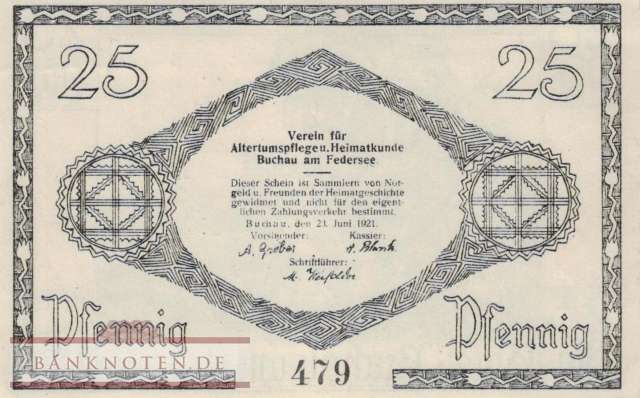 25 25
Verein für
Altertumspflege u. Heimatkunde
Buchau am Federsee.
Dieser Schein ist Sammlern von Not-
geld u. Freunden der Heimatgeschichte
gewidmet und nicht für den eigent-
lichen Zahlungsverkehr bestimmt.
Buchau, den 23. Juni 1921.
Vorsitzender: Kassier:
A. Gröber
Schriftführer:
M.
Pfennig Pfennig
BANKNOTEN.DE
479